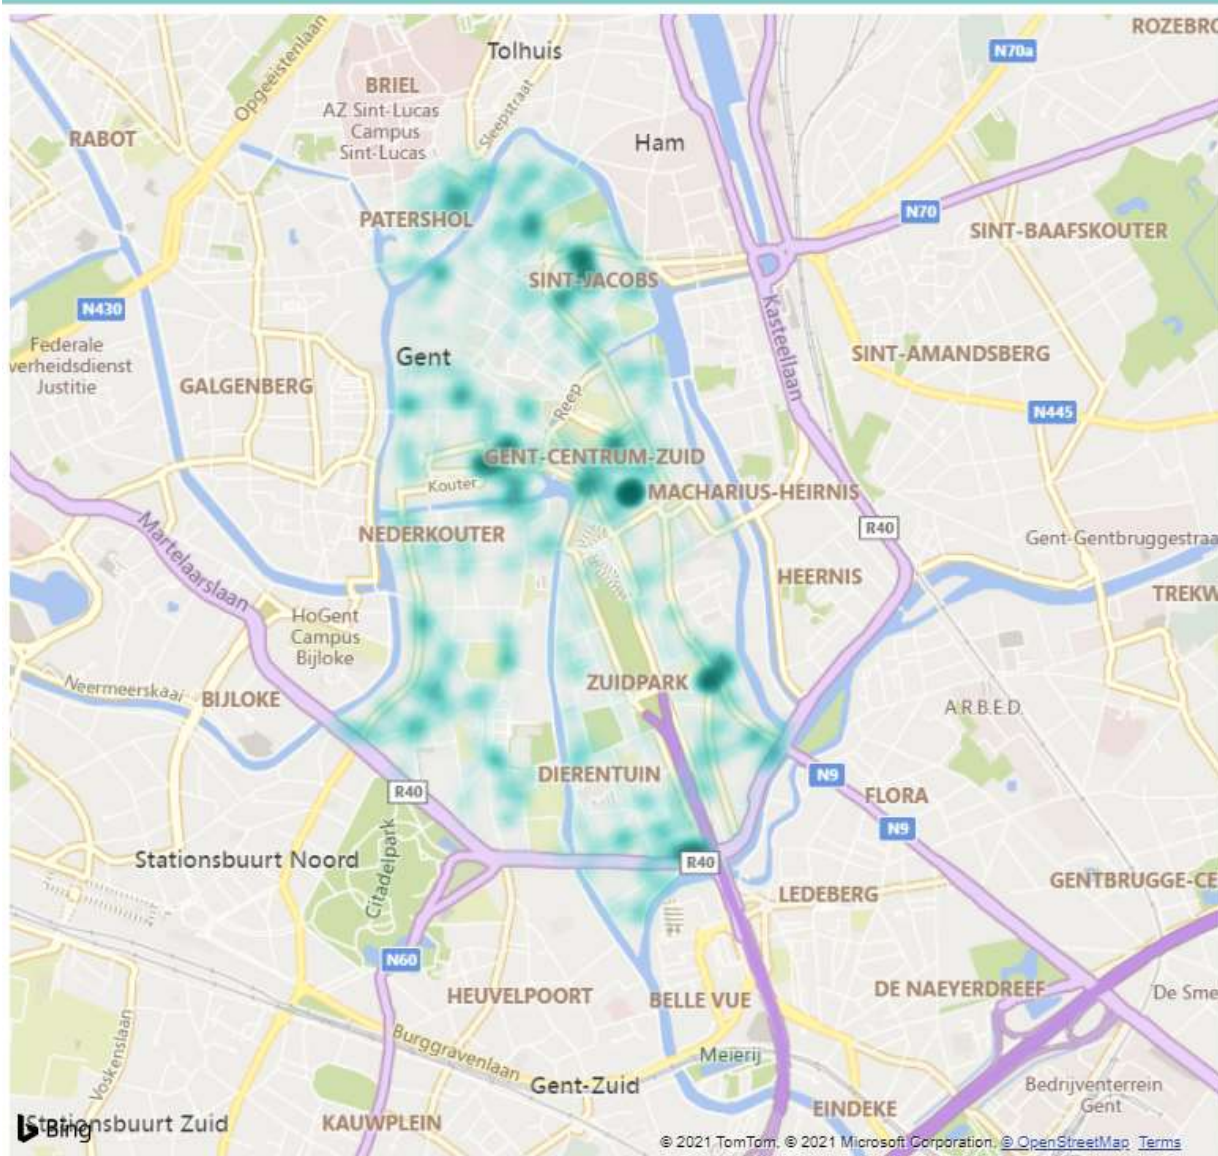 ROZEBRO
Tolhuis
N70a
Opgeeistenlaan
BRIEL
AZ Sint-Lucas
Campus
Sint-Lucas
Sleepstraat
RABOT
Ham
PATERSHOL
N70
SINT-BAAFSKOUTER
SINT-JACOBS
N430
Kasteellaan
Federale
verheidsdienst
Justitie
Gent
SINT-AMANDSBERG
GALGENBERG
Reep
N445
GENT-CENTRUM-ZUID
Kouter
MACHARIUS-HEIRNIS
Martelaarslaan
NEDERKOUTER
R40
Gent-Gentbruggestraa
HEERNIS
TREKW
HoGent
Campus
Bijloke
Neermeerskaai
BIJLOKE
ZUIDPARK
A.R.B.E.D.
DIERENTUIN
N9
R40
FLORA
N9
Citadelpark
Stationsbuurt Noord
R40
LEDEBERG
GENTBRUGGE-CE
N60
HEUVELPOORT
BELLE VUE
DE NAEYERDREEF
De Sme
Voskenslaan
Burggravenlaan
Meierij
Gent-Zuid
Bedrijventerrein
Gent
EINDEKE
Stationsbuurt Zuid
Bing
KAUWPLEIN
© 2021 TomTom, © 2021 Microsoft Corporation, © OpenStreetMap Terms